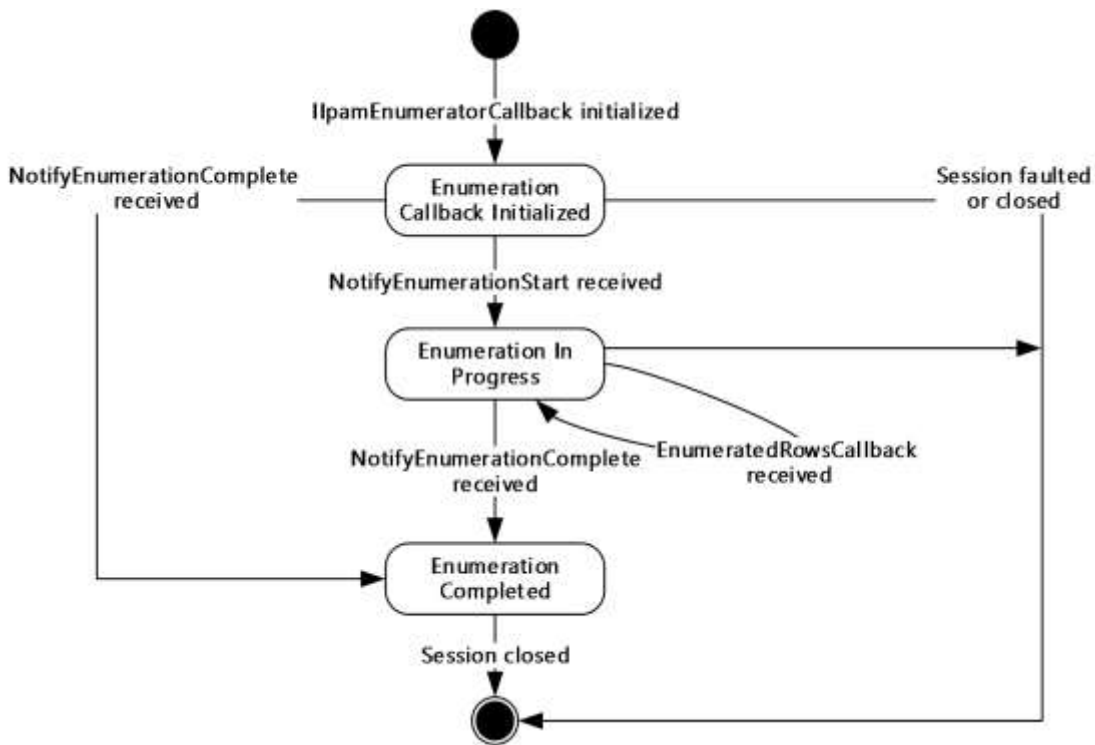 IIpamEnumeratorCallback initialized
NotifyEnumerationComplete
received
Enumeration
Callback Initialized
Session faulted
or closed
NotifyEnumerationStart received
Enumeration In
Progress
NotifyEnumerationComplete
received
EnumeratedRowsCallback
received
Enumeration
Completed
Session closed